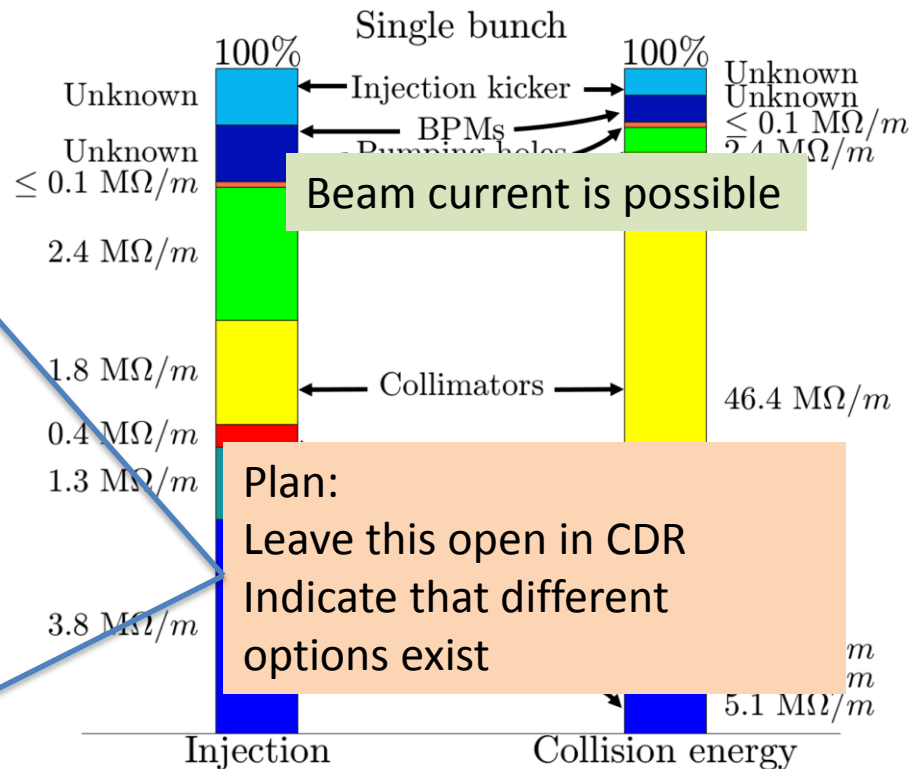 Single bunch
100%
100%
Unknown
Injection kicker
Unknown
Unknown
BPMs
Unknown
≤ 0.1 MΩ/m
≤ 0.1 MΩ/m
Pumping holes
2.4 MΩ/m
Beam current is possible
2.4 MΩ/m
1.8 MΩ/m
Collimators
46.4 MΩ/m
0.4 MΩ/m
1.3 MΩ/m
Plan:
Leave this open in CDR
Indicate that different
options exist
3.8 MΩ/m
m
m
5.1 MΩ/m
Injection
Collision energy